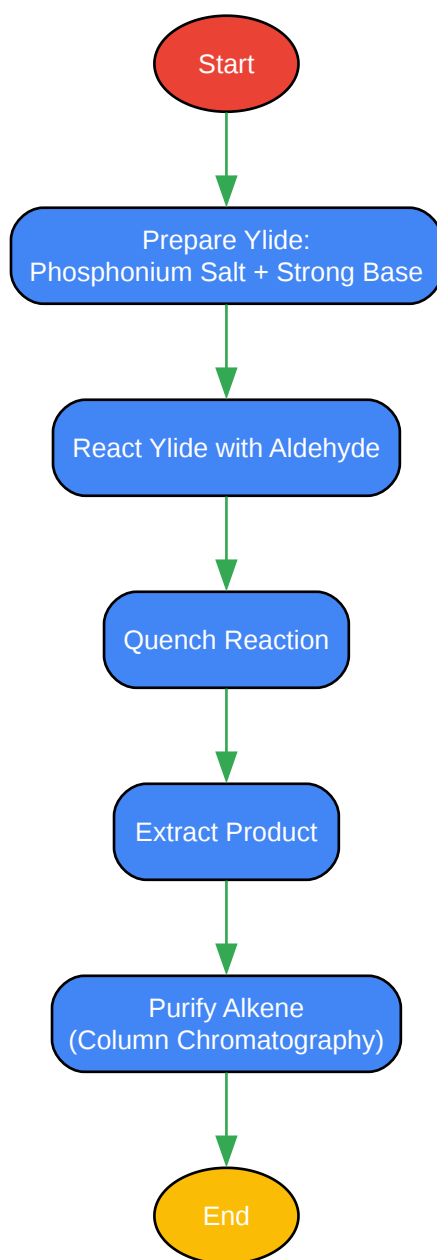 Start
Prepare Ylide:
Phosphonium Salt + Strong Base
React Ylide with Aldehyde
Quench Reaction
Extract Product
Purify Alkene
(Column Chromatography)
End